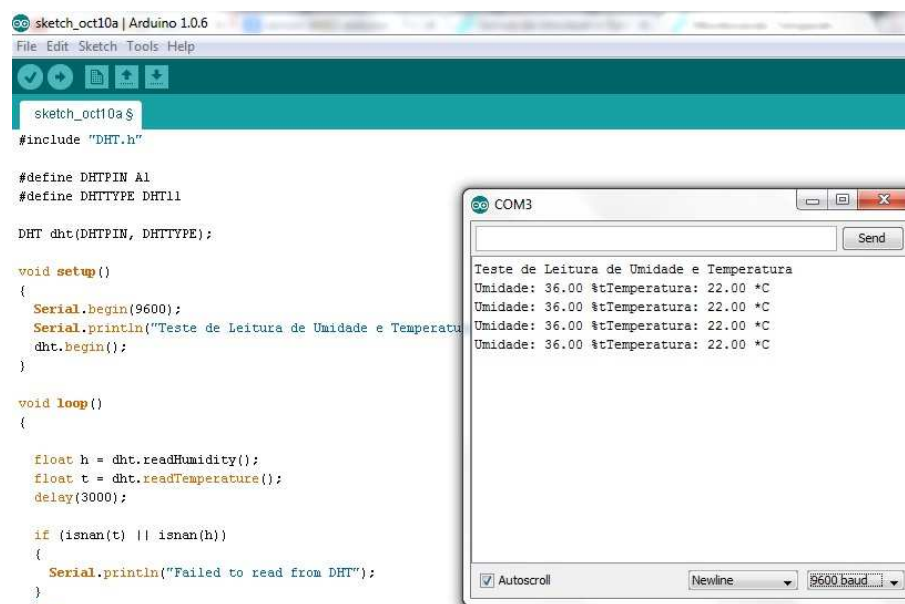 sketch_oct10a | Arduino 1.0.6
File Edit Sketch Tools Help
sketch_oct10a §
#include "DHT.h"
#define DHTPIN A1
#define DHTTYPE DHT11
DHT dht(DHTPIN, DHTTYPE);
void setup()
{
Serial.begin(9600);
Serial.println("Teste de Leitura de Umidade e Temperatu
dht.begin();
}
void loop()
{
float h = dht.readHumidity();
float t = dht.readTemperature();
delay(3000);
if (isnan(t) || isnan(h))
{
Serial.println("Failed to read from DHT");
}
COM3
Send
Teste de Leitura de Umidade e Temperatura
Umidade: 36.00 %tTemperatura: 22.00 *C
Umidade: 36.00 %tTemperatura: 22.00 *C
Umidade: 36.00 %tTemperatura: 22.00 *C
Umidade: 36.00 %tTemperatura: 22.00 *C
Autoscroll
Newline
9600 baud